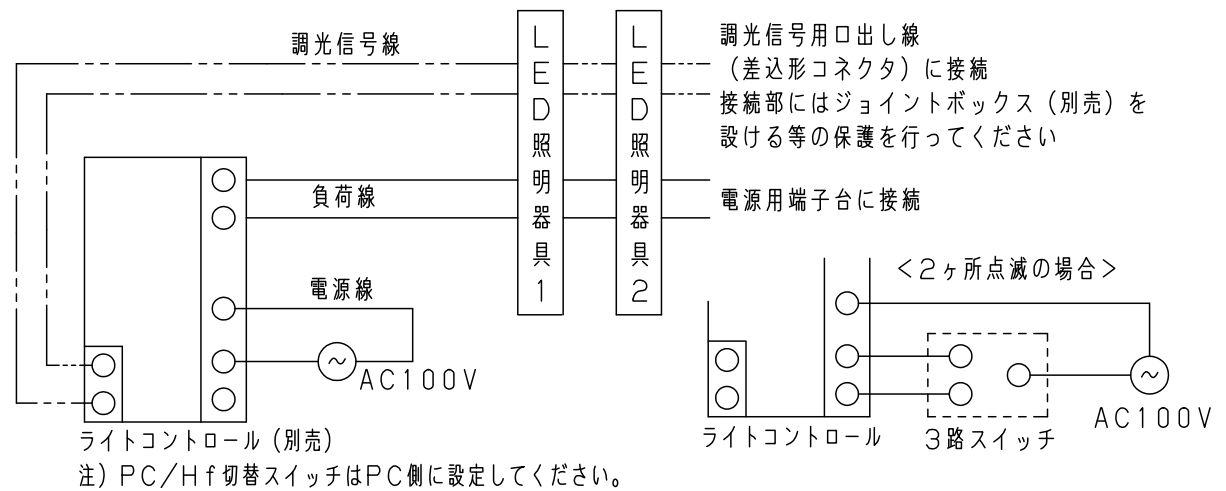 調光信号線
LED照明器具1
LED照明器具2
調光信号用口出し線
（差込形コネクタ）に接続
接続部にはジョイントボックス（別売）を
設ける等の保護を行ってください
負荷線
電源用端子台に接続
電源線
AC100V
ライトコントロール（別売）
注）PC/Hf切替スイッチはPC側に設定してください。
＜2ヶ所点滅の場合＞
AC100V
ライトコントロール
3路スイッチ